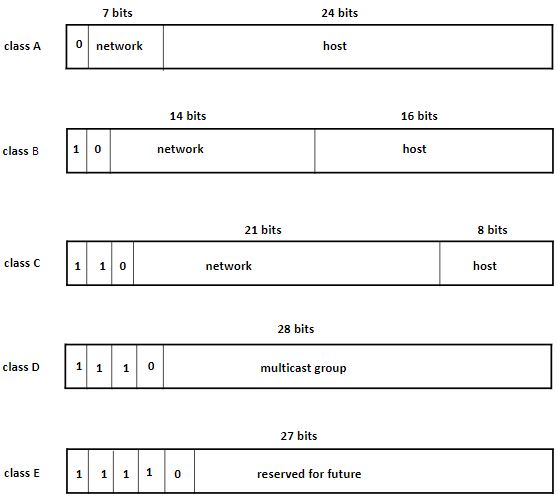 7 bits 24 bits
class A 0 network host
14 bits 16 bits
class B 1 0 network host
21 bits 8 bits
class C 1 1 0 network host
28 bits
class D 1 1 1 0 multicast group
27 bits
class E 1 1 1 1 0 reserved for future